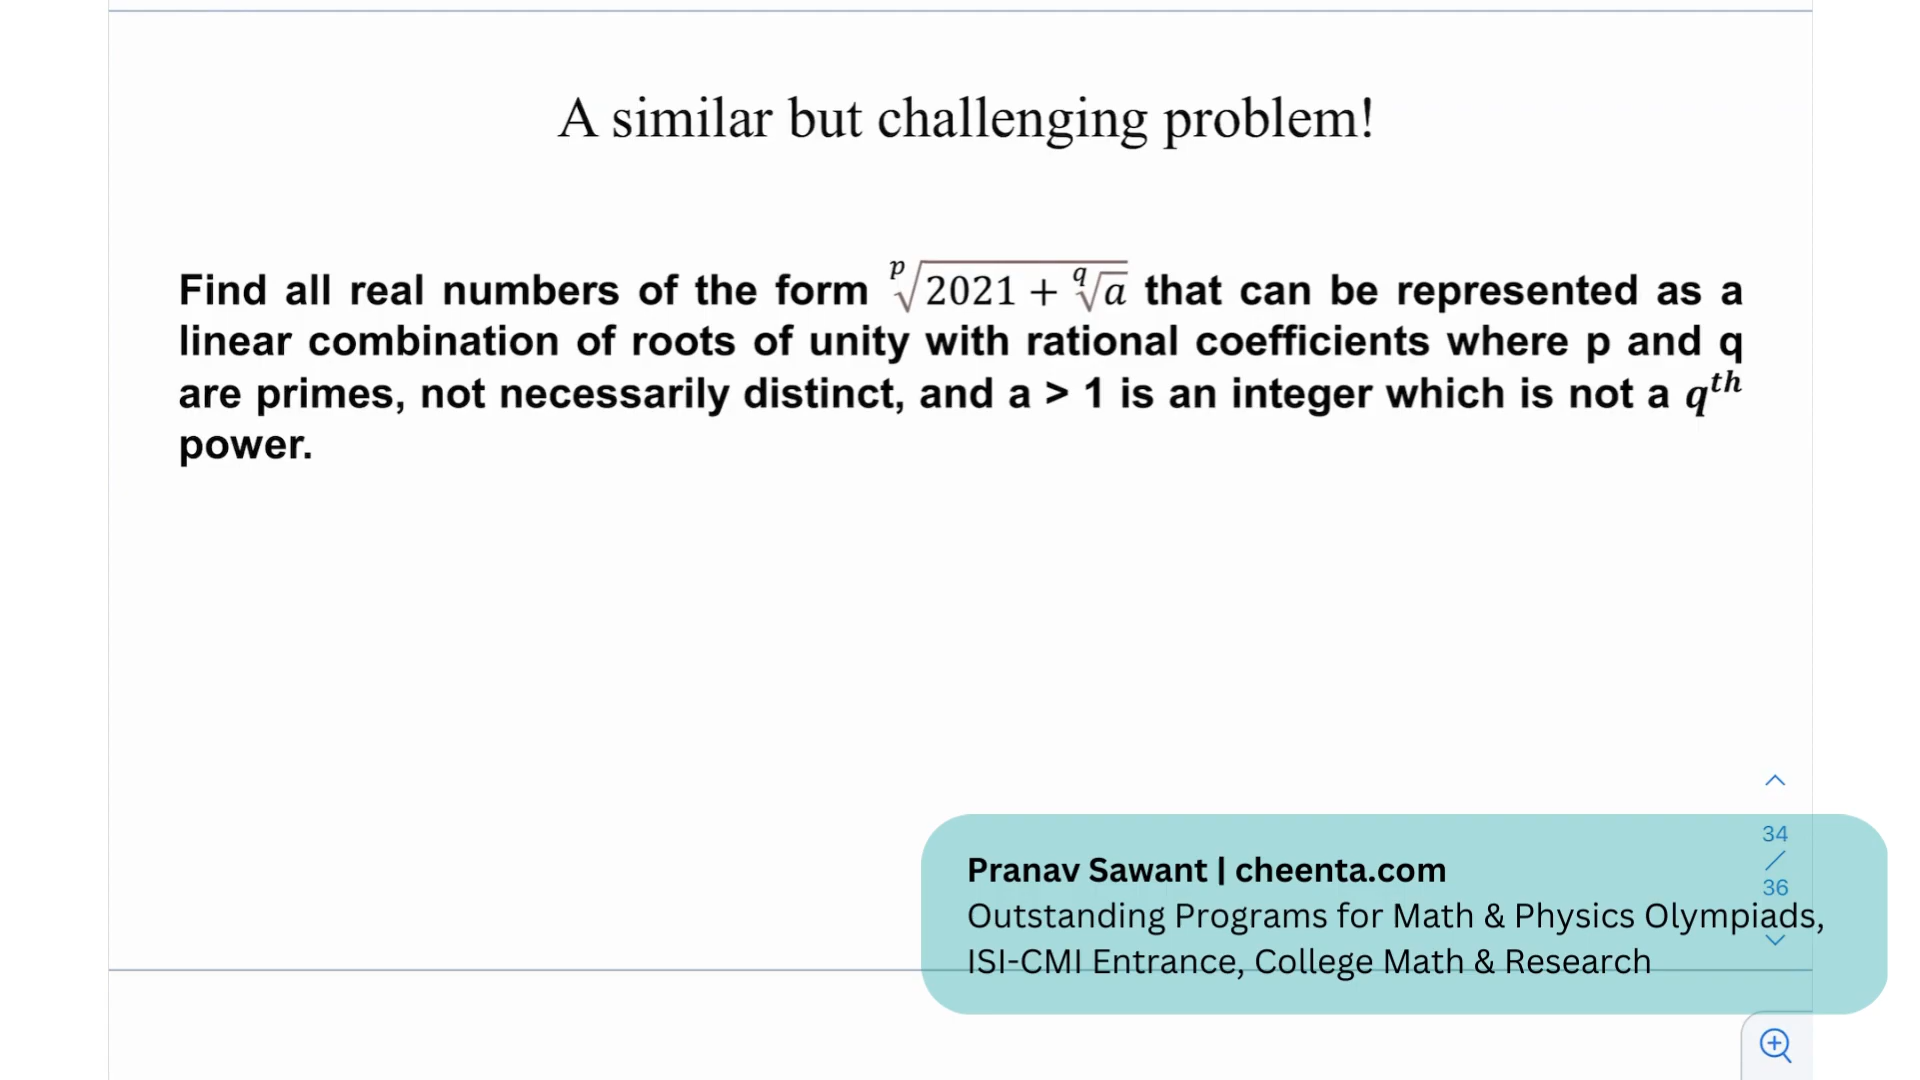 A similar but challenging problem!
Find all real numbers of the form \sqrt[p]{2021 + \sqrt[q]{a}} that can be represented as a
linear combination of roots of unity with rational coefficients where p and q
are primes, not necessarily distinct, and a > 1 is an integer which is not a q^{th}
power.
34
/
36
Pranav Sawant | cheenta.com
Outstanding Programs for Math & Physics Olympiads,
ISI-CMI Entrance, College Math & Research